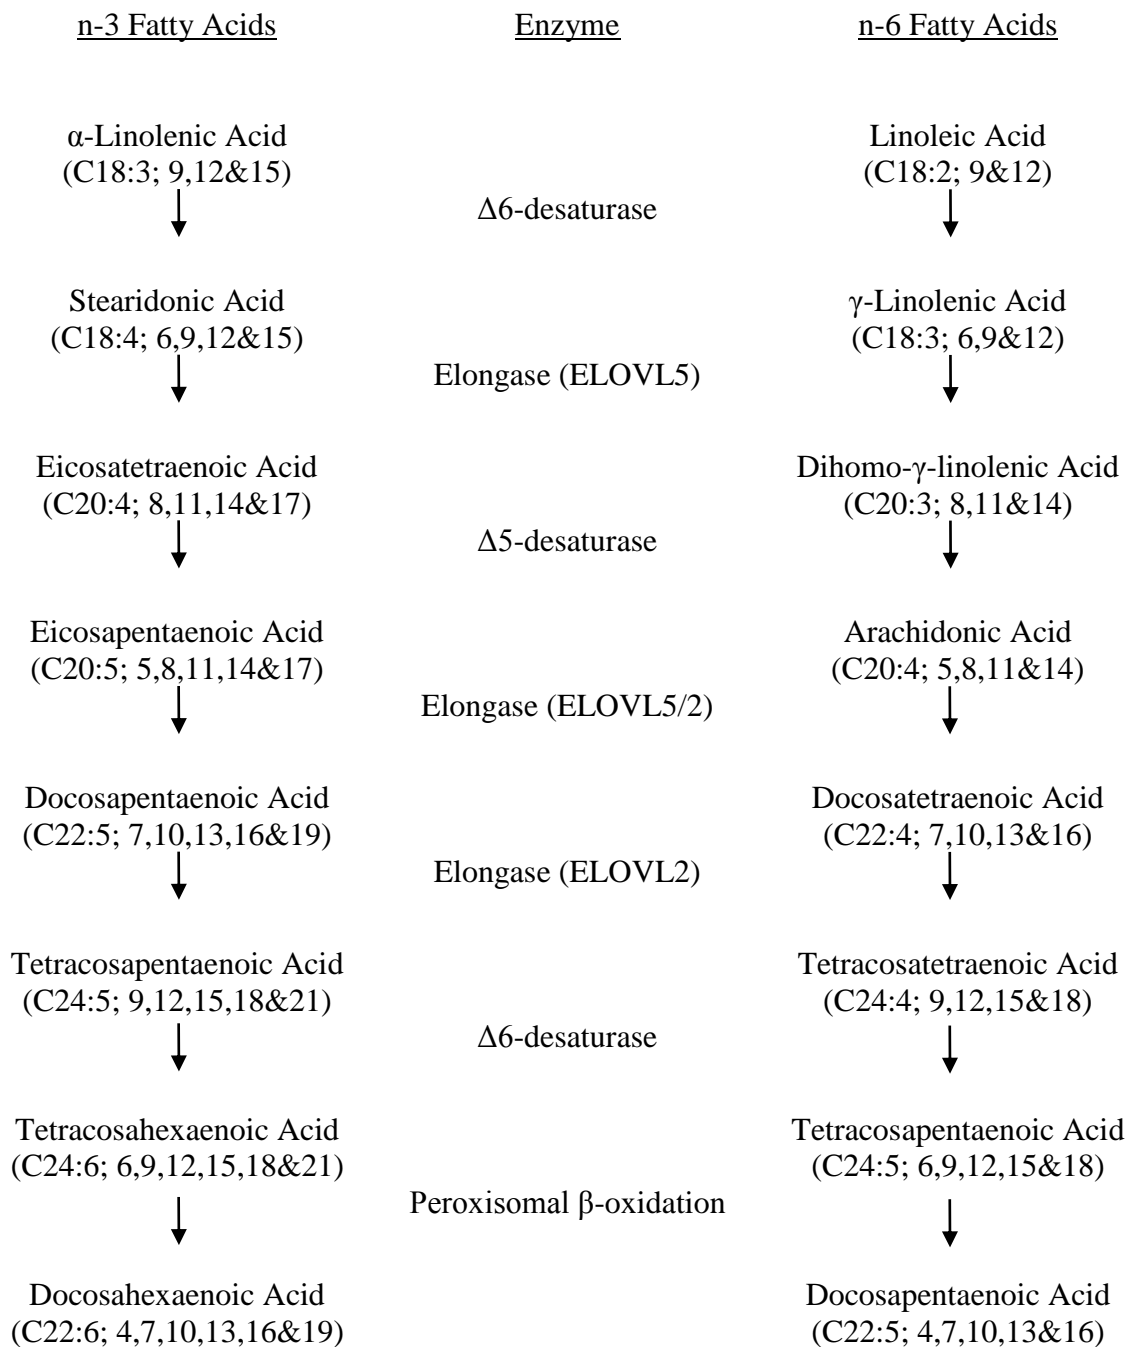 n-3 Fatty Acids Enzyme n-6 Fatty Acids
α-Linolenic Acid Linoleic Acid
(C18:3; 9,12&15) (C18:2; 9&12)
Δ6-desaturase
Stearidonic Acid γ-Linolenic Acid
(C18:4; 6,9,12&15) (C18:3; 6,9&12)
Elongase (ELOVL5)
Eicosatetraenoic Acid Dihomo-γ-linolenic Acid
(C20:4; 8,11,14&17) (C20:3; 8,11&14)
Δ5-desaturase
Eicosapentaenoic Acid Arachidonic Acid
(C20:5; 5,8,11,14&17) (C20:4; 5,8,11&14)
Elongase (ELOVL5/2)
Docosapentaenoic Acid Docosatetraenoic Acid
(C22:5; 7,10,13,16&19) (C22:4; 7,10,13&16)
Elongase (ELOVL2)
Tetracosapentaenoic Acid Tetracosatetraenoic Acid
(C24:5; 9,12,15,18&21) (C24:4; 9,12,15&18)
Δ6-desaturase
Tetracosahexaenoic Acid Tetracosapentaenoic Acid
(C24:6; 6,9,12,15,18&21) (C24:5; 6,9,12,15&18)
Peroxisomal β-oxidation
Docosahexaenoic Acid Docosapentaenoic Acid
(C22:6; 4,7,10,13,16&19) (C22:5; 4,7,10,13&16)